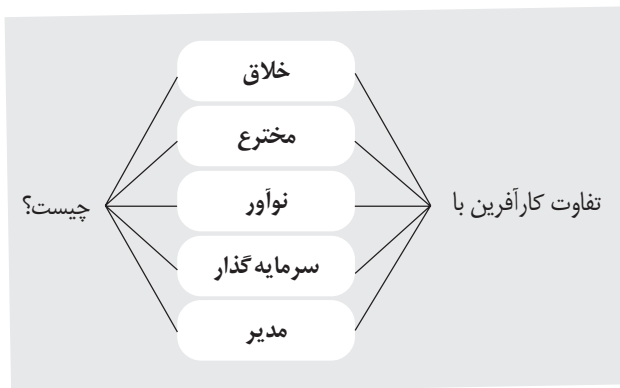 تفاوت کارآفرین با
خلاق
مخترع
نوآور
سرمایه‌گذار
مدیر
چیست؟